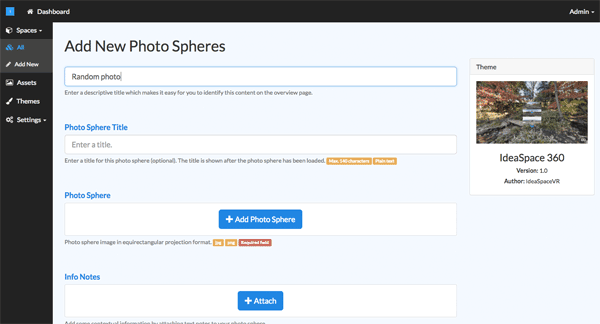 Dashboard
Admin
Spaces
All
Add New
Assets
Themes
Settings
Add New Photo Spheres
Random photo
Enter a descriptive title which makes it easy for you to identify this content on the overview page.
Photo Sphere Title
Enter a title.
Enter a title for this photo sphere (optional). The title is shown after the photo sphere has been loaded. Max. 140 characters Plain text
Photo Sphere
Add Photo Sphere
Photo sphere image in equirectangular projection format. jpg png Required field
Info Notes
Attach
Add some contextual information by attaching text notes to your photo sphere.
Theme
IdeaSpace 360
Version: 1.0
Author: IdeaSpaceVR